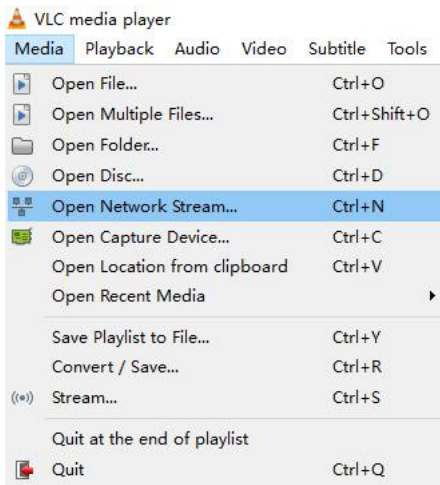 VLC media player
Media Playback Audio Video Subtitle Tools
Open File... Ctrl+O
Open Multiple Files... Ctrl+Shift+O
Open Folder... Ctrl+F
Open Disc... Ctrl+D
Open Network Stream... Ctrl+N
Open Capture Device... Ctrl+C
Open Location from clipboard Ctrl+V
Open Recent Media
Save Playlist to File... Ctrl+Y
Convert / Save... Ctrl+R
Stream... Ctrl+S
Quit at the end of playlist
Quit Ctrl+Q